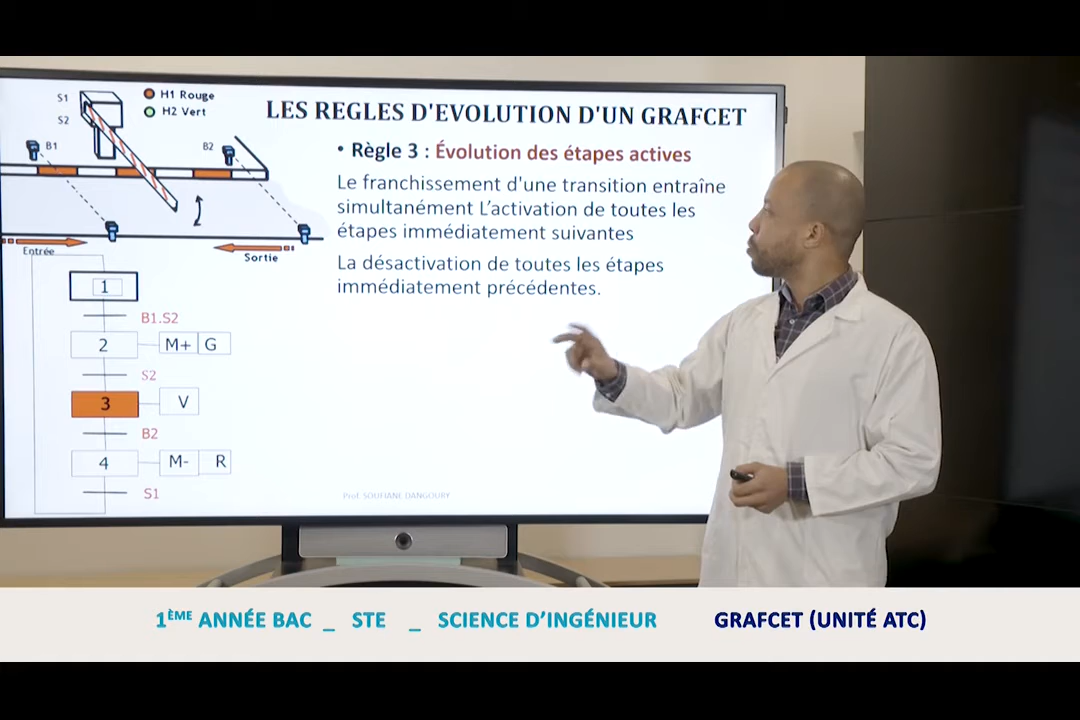 S1
S2
H1 Rouge
H2 Vert
B1
B2
Entrée
Sortie
LES REGLES D'EVOLUTION D'UN GRAFCET
• Règle 3 : Évolution des étapes actives
Le franchissement d'une transition entraîne
simultanément L'activation de toutes les
étapes immédiatement suivantes
La désactivation de toutes les étapes
immédiatement précédentes.
1
B1.S2
2 M+ G
S2
3 V
B2
4 M- R
S1
Prof. SOUFIANE DANGOURY
1ÈME ANNÉE BAC _ STE _ SCIENCE D'INGÉNIEUR GRAFCET (UNITÉ ATC)